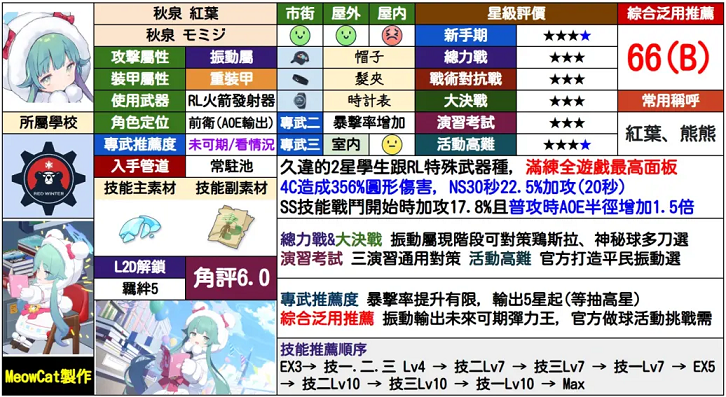 秋泉 紅葉
市街 屋外 屋内
星級評價
綜合泛用推薦
秋泉 モミジ
新手期 ★★★★
66(B)
攻擊屬性 振動屬
帽子
總力戰 ★★★
裝甲屬性 重裝甲
髮夾
戰術對抗戰 ★★★
使用武器 RL火箭發射器
時計表
大決戰 ★★★
常用稱呼
所屬學校
角色定位 前衛(AOE輸出)
專武二 暴擊率增加
演習考試 ★★★
紅葉、熊熊
專武推薦度 未可期/看情況
專武三 室内
活動高難 ★★★★
RED WINTER
入手管道 常駐池
久違的2星學生跟RL特殊武器種, 滿練全遊戲最高面板
4C造成356%圓形傷害, NS30秒22.5%加攻(20秒)
SS技能戰鬥開始時加攻17.8%且普攻時AOE半徑增加1.5倍
技能主素材 技能副素材
總力戰&大決戰 振動屬現階段可對策鶏斯拉、神秘球多刀選
演習考試 三演習通用對策 活動高難 官方打造平民振動選
L2D解鎖
羈絆5
角評6.0
專武推薦度 暴擊率提升有限, 輸出5星起(等抽高星)
綜合泛用推薦 振動輸出未來可期彈力王, 官方做球活動挑戰需
技能推薦順序
EX3→ 技一.二.三 Lv4 → 技二Lv7 → 技三Lv7 → 技一Lv7 → EX5
→ 技二Lv10 → 技三Lv10 → 技一Lv10 → Max
MeowCat製作